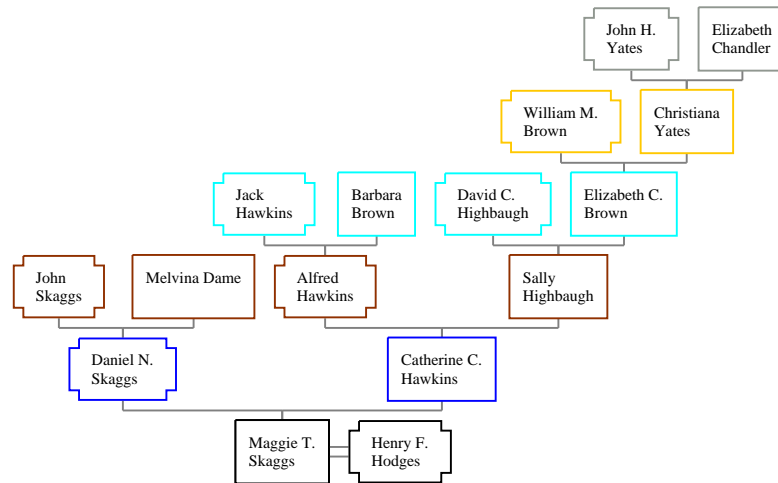 John H.
Yates
Elizabeth
Chandler
William M.
Brown
Christiana
Yates
Jack
Hawkins
Barbara
Brown
David C.
Highbaugh
Elizabeth C.
Brown
John
Skaggs
Melvina Dame
Alfred
Hawkins
Sally
Highbaugh
Daniel N.
Skaggs
Catherine C.
Hawkins
Maggie T.
Skaggs
Henry F.
Hodges